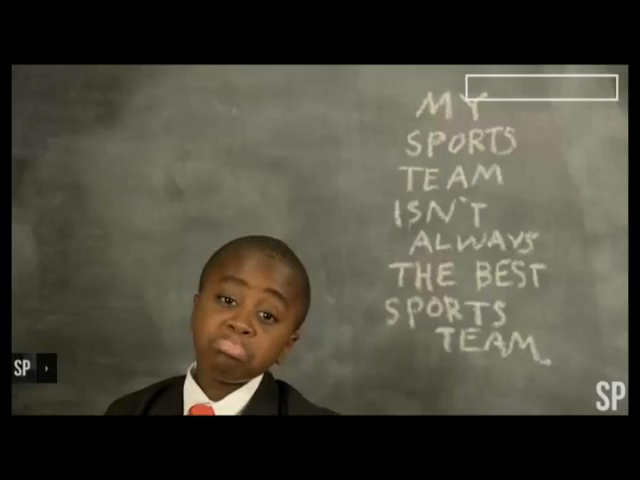 MY
SPORTS
TEAM
ISN'T
ALWAYS
THE BEST
SPORTS
TEAM
SP
SP